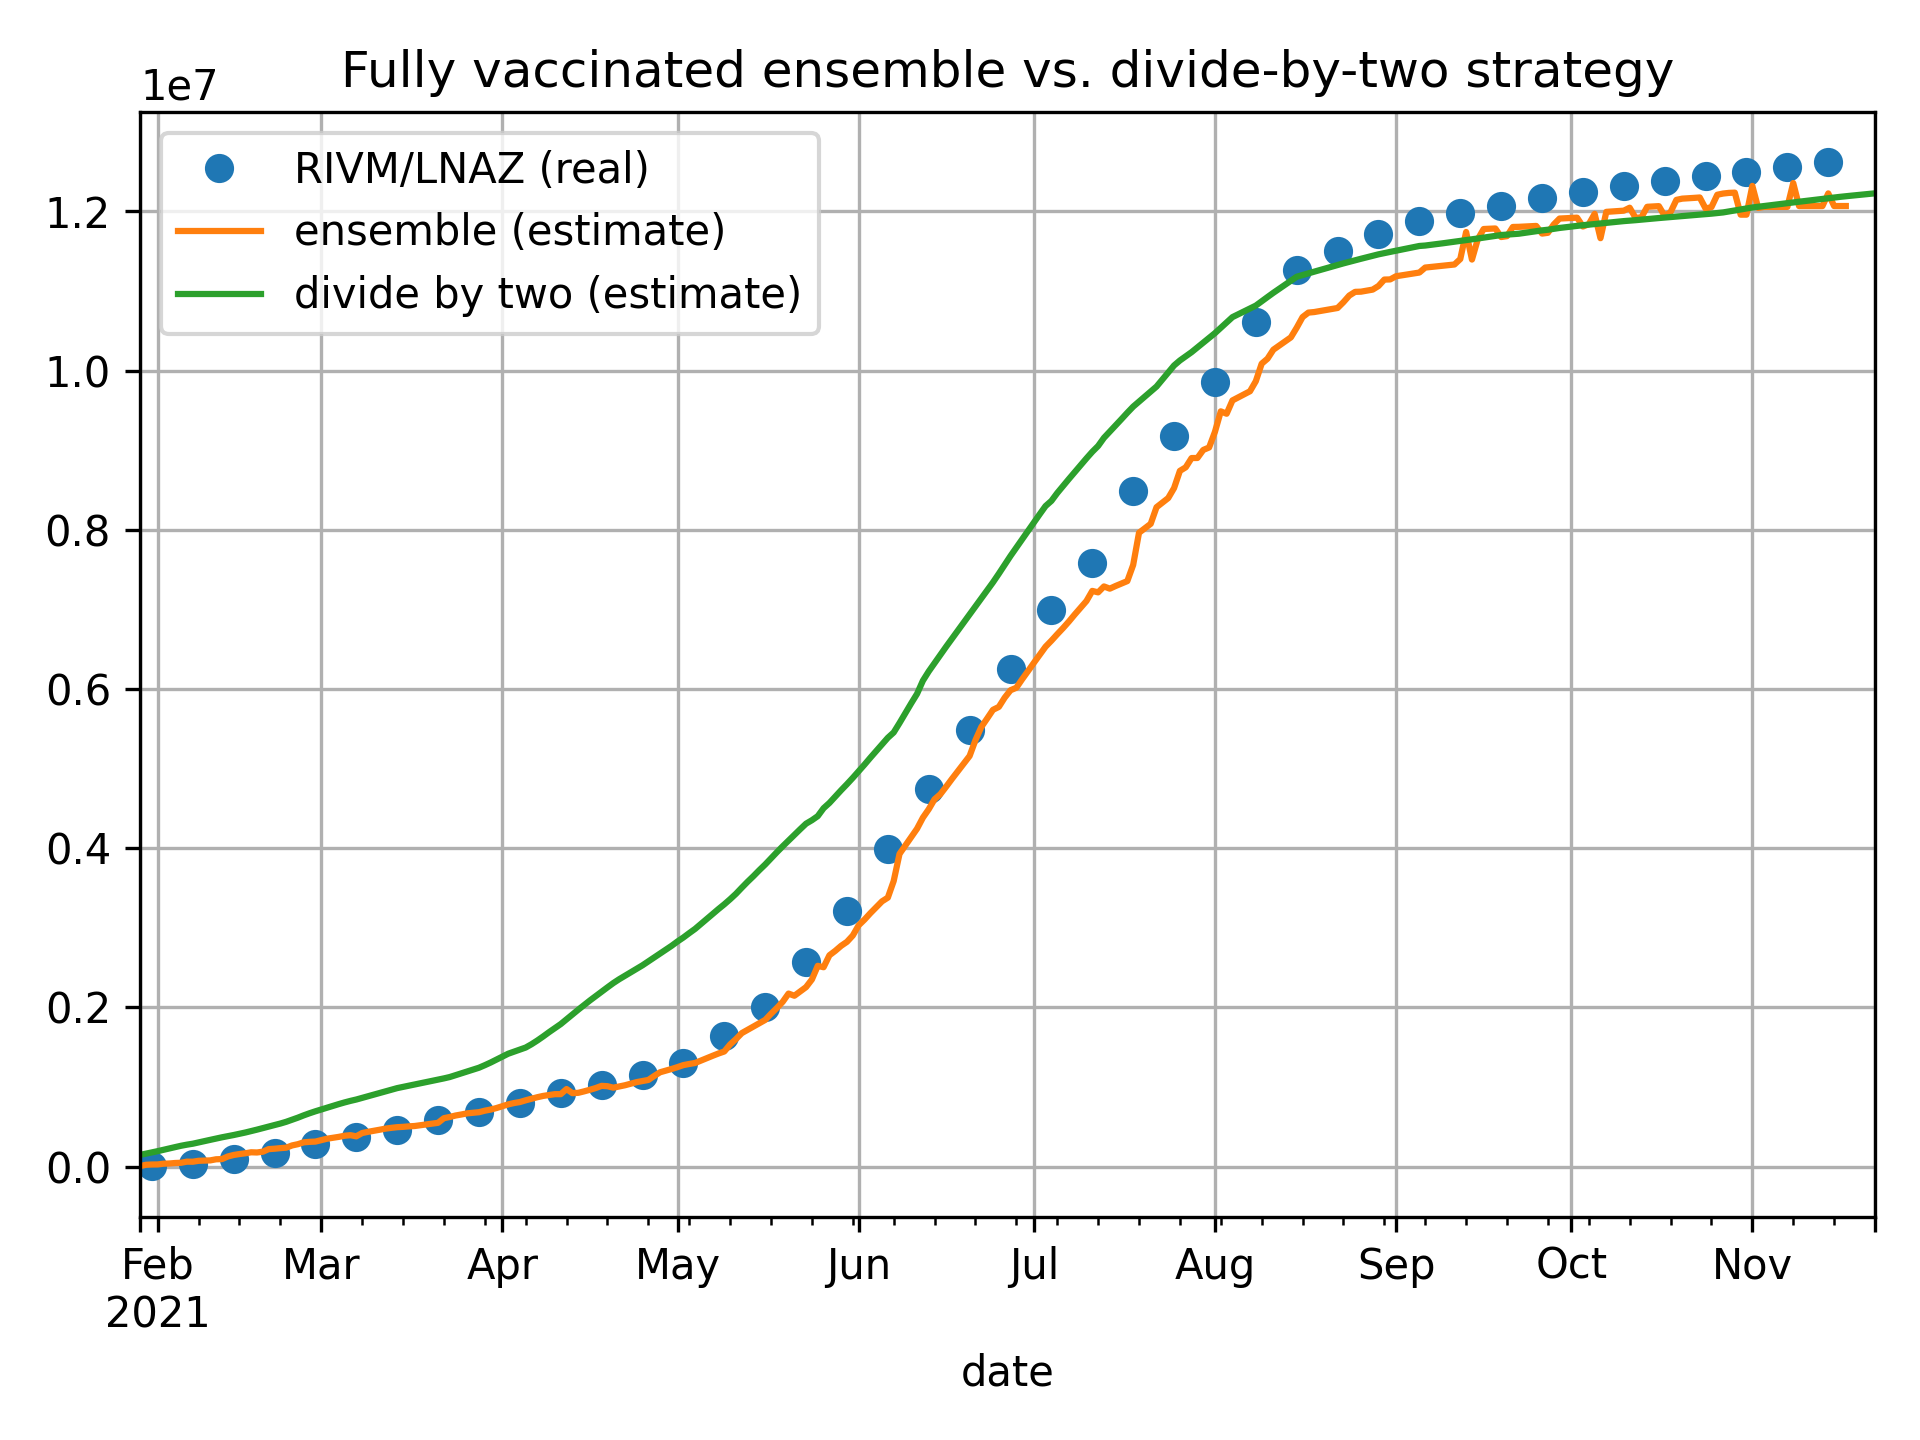 Fully vaccinated ensemble vs. divide-by-two strategy
1e7
RIVM/LNAZ (real)
ensemble (estimate)
divide by two (estimate)
1.2
1.0
0.8
0.6
0.4
0.2
0.0
Feb Mar Apr May Jun Jul Aug Sep Oct Nov
2021
date